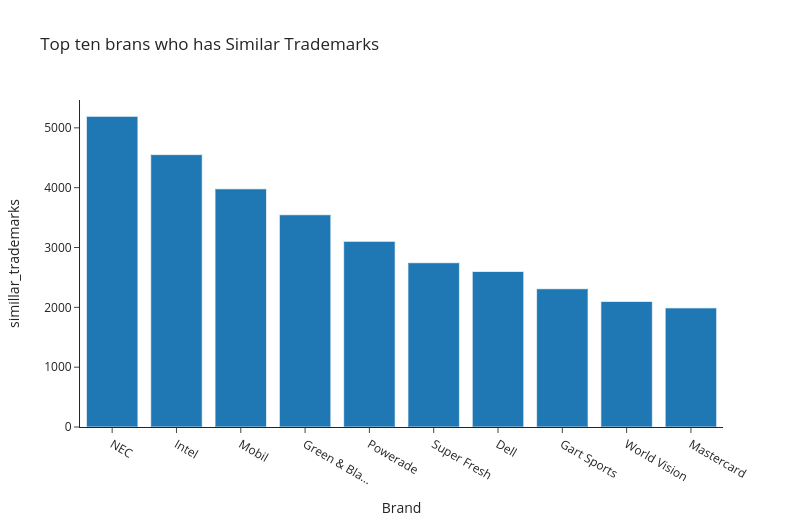 Top ten brans who has Similar Trademarks
simillar_trademarks
5000
4000
3000
2000
1000
0
NEC
Intel
Mobil
Green & Bla...
Powerade
Super Fresh
Dell
Gart Sports
World Vision
Mastercard
Brand